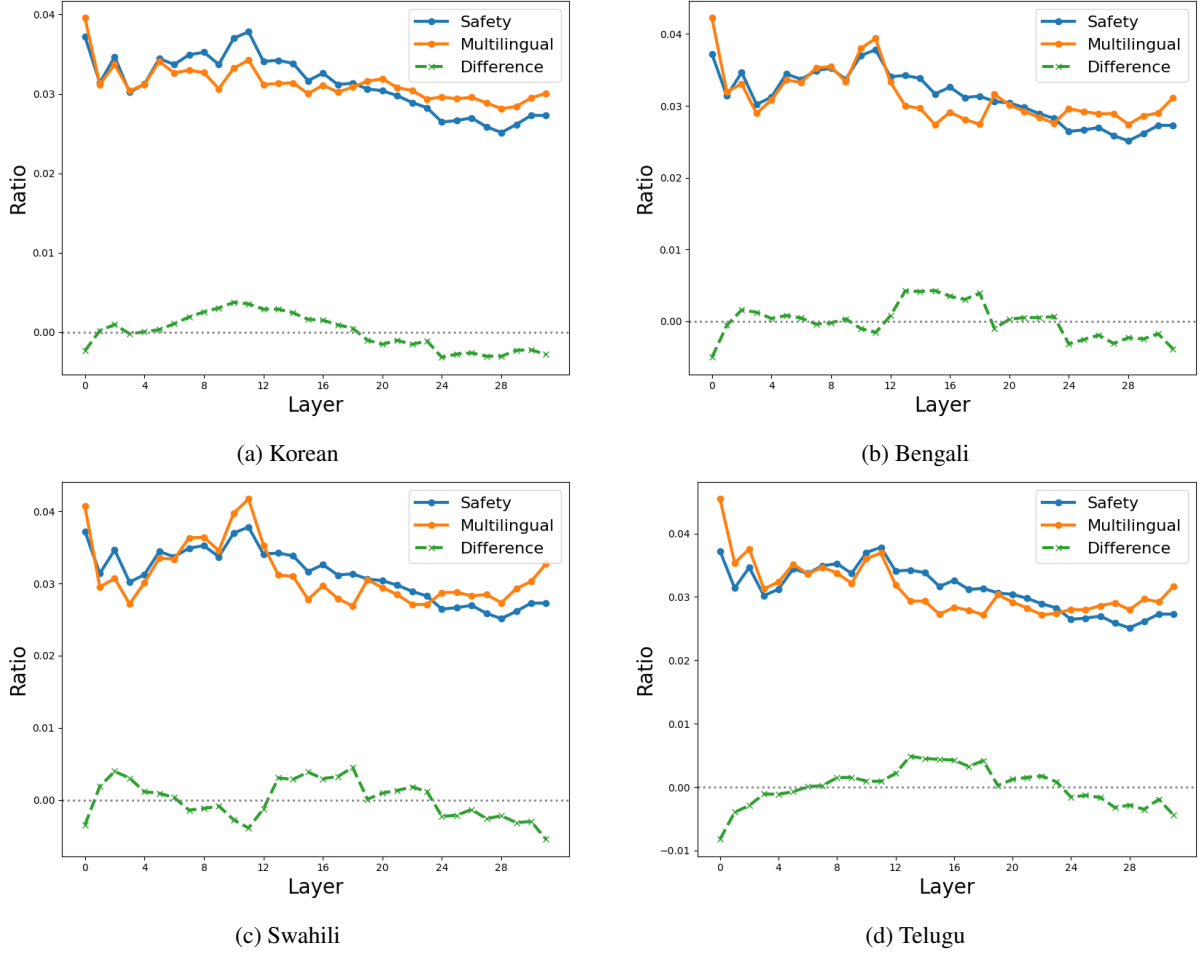 0.04
0.03
0.02
0.01
0.00
Ratio
0 4 8 12 16 20 24 28
Layer
Safety
Multilingual
Difference
(a) Korean
0.04
0.03
0.02
0.01
0.00
Ratio
0 4 8 12 16 20 24 28
Layer
Safety
Multilingual
Difference
(b) Bengali
0.04
0.03
0.02
0.01
0.00
Ratio
0 4 8 12 16 20 24 28
Layer
Safety
Multilingual
Difference
(c) Swahili
0.04
0.03
0.02
0.01
0.00
−0.01
Ratio
0 4 8 12 16 20 24 28
Layer
Safety
Multilingual
Difference
(d) Telugu